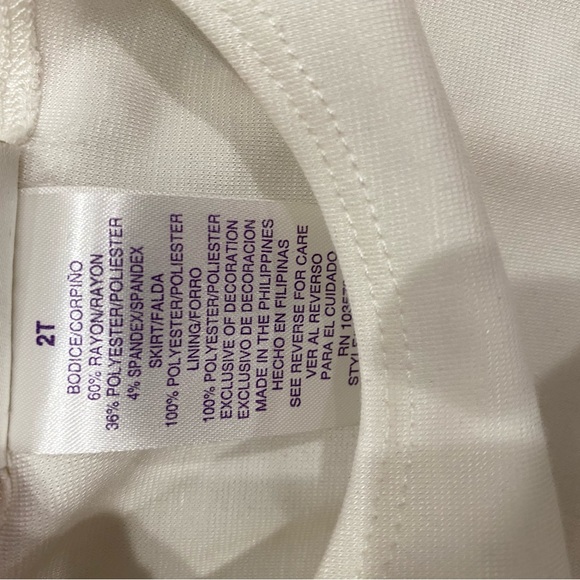 2T
BODICE/CORPIÑO
60% RAYON/RAYON
36% POLYESTER/POLIESTER
4% SPANDEX/SPANDEX
SKIRT/FALDA
100% POLYESTER/POLIESTER
LINING/FORRO
100% POLYESTER/POLIESTER
EXCLUSIVE OF DECORATION
EXCLUSIVO DE DECORACION
MADE IN THE PHILIPPINES
HECHO EN FILIPINAS
SEE REVERSE FOR CARE
VER AL REVERSO
PARA EL CUIDADO
RN
STYLE